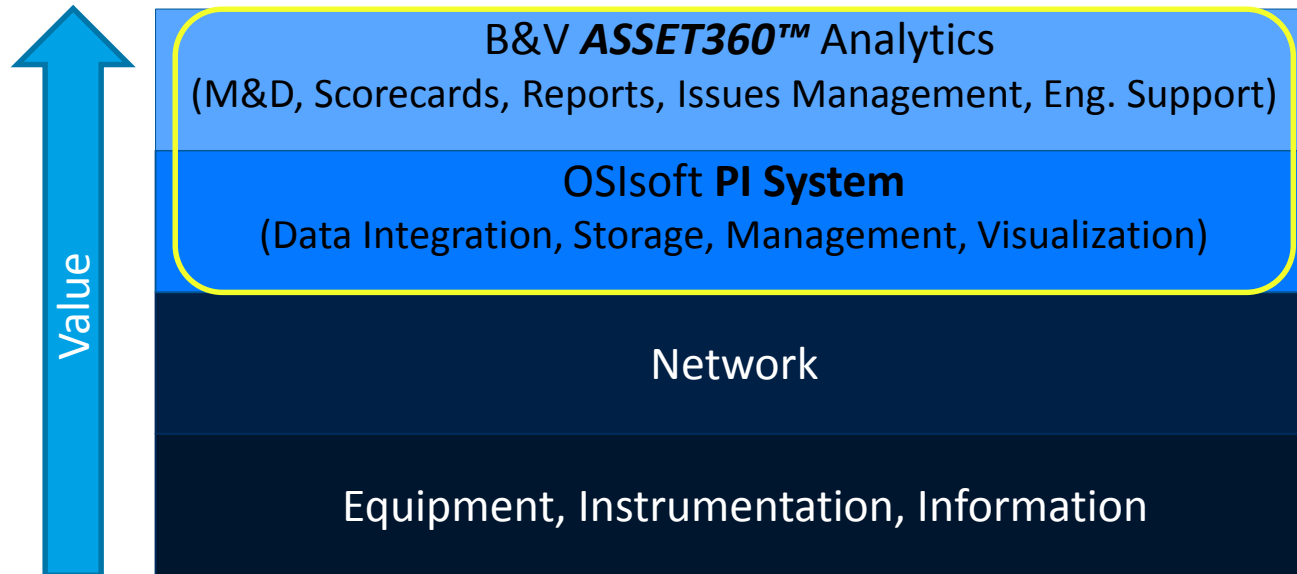 B&V ASSET360™ Analytics
(M&D, Scorecards, Reports, Issues Management, Eng. Support)
OSIsoft PI System
(Data Integration, Storage, Management, Visualization)
Network
Equipment, Instrumentation, Information
Value